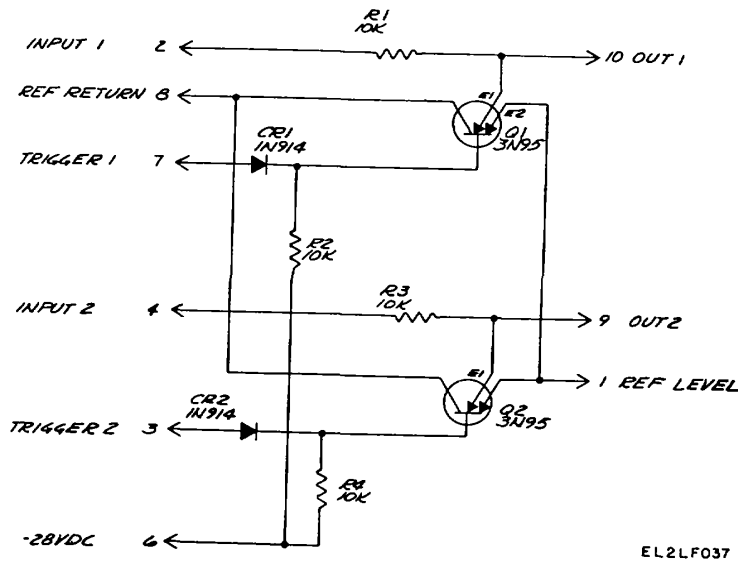 R1
10K
INPUT 1 2
10 OUT 1
REF RETURN 8
E1
E2
CR1
1N914
Q1
3N95
TRIGGER 1 7
R2
10K
R3
10K
INPUT 2 4
9 OUT 2
E1
1 REF LEVEL
CR2
1N914
Q2
3N95
TRIGGER 2 3
R4
10K
-28VDC 6
EL2LF037